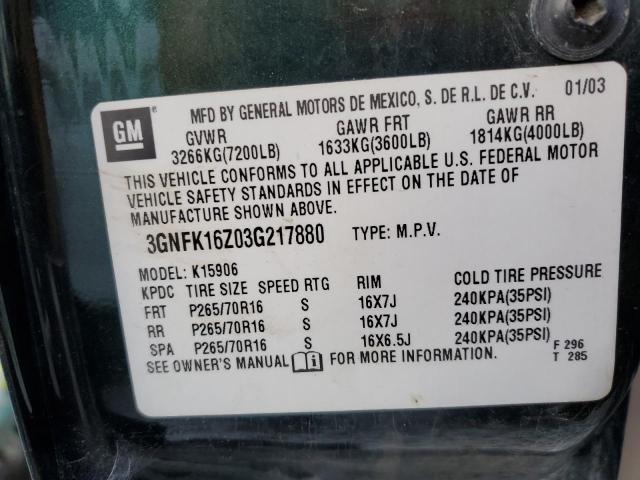 GM
MFD BY GENERAL MOTORS DE MEXICO, S. DE R.L. DE C.V. 01/03
GVWR GAWR FRT GAWR RR
3266KG(7200LB) 1633KG(3600LB) 1814KG(4000LB)
THIS VEHICLE CONFORMS TO ALL APPLICABLE U.S. FEDERAL MOTOR
VEHICLE SAFETY STANDARDS IN EFFECT ON THE DATE OF
MANUFACTURE SHOWN ABOVE.
3GNFK16Z03G217880 TYPE: M.P.V.
MODEL: K15906
KPDC TIRE SIZE SPEED RTG RIM COLD TIRE PRESSURE
FRT P265/70R16 S 16X7J 240KPA(35PSI)
RR P265/70R16 S 16X7J 240KPA(35PSI)
SPA P265/70R16 S 16X6.5J 240KPA(35PSI)
SEE OWNER'S MANUAL i FOR MORE INFORMATION.
F 296
T 285